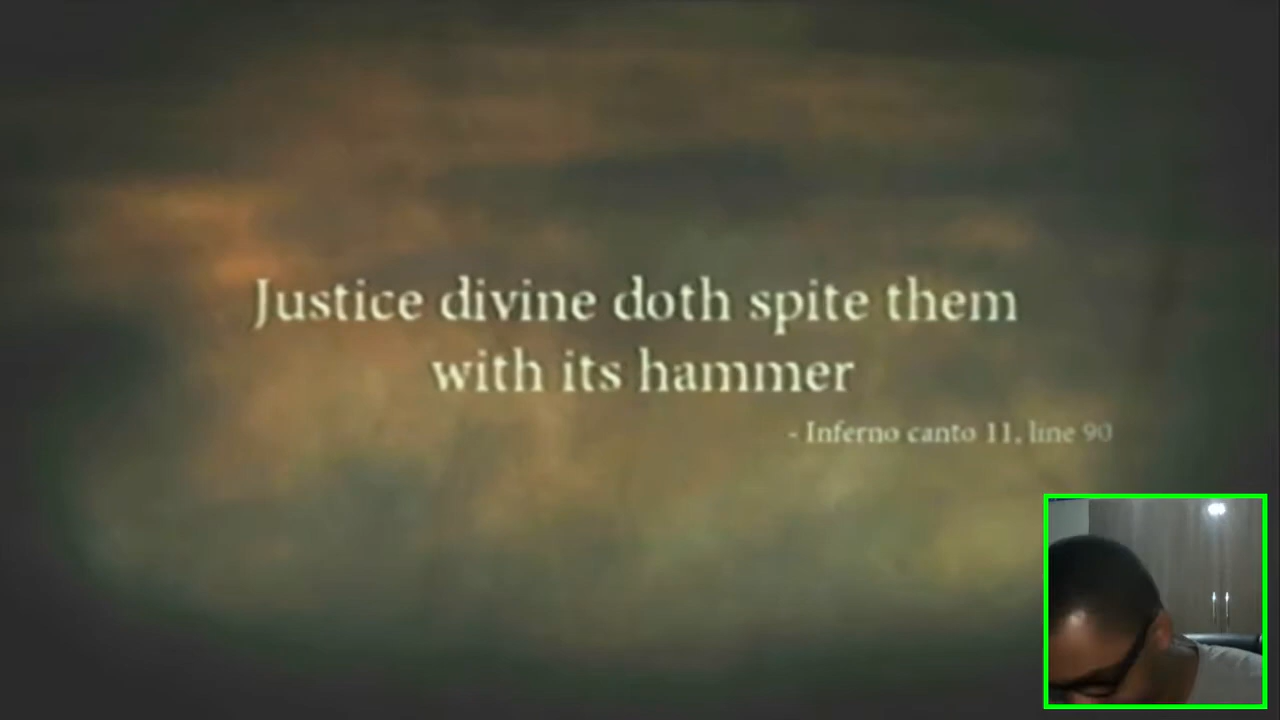 Justice divine doth spite them
with its hammer
- Inferno canto 11, line 90